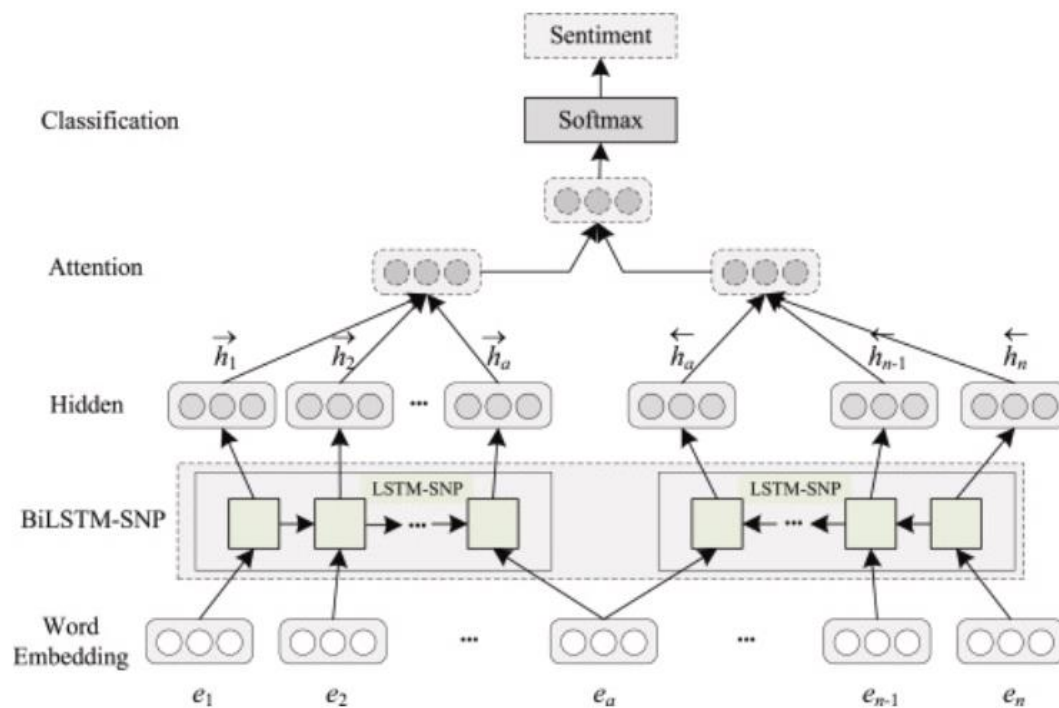 Sentiment
Classification
Softmax
Attention
h₁ h₂ hₐ hₐ hₙ₋₁ hₙ
Hidden
...
LSTM-SNP LSTM-SNP
BiLSTM-SNP
... ...
Word
Embedding
... ...
e₁ e₂ eₐ eₙ₋₁ eₙ